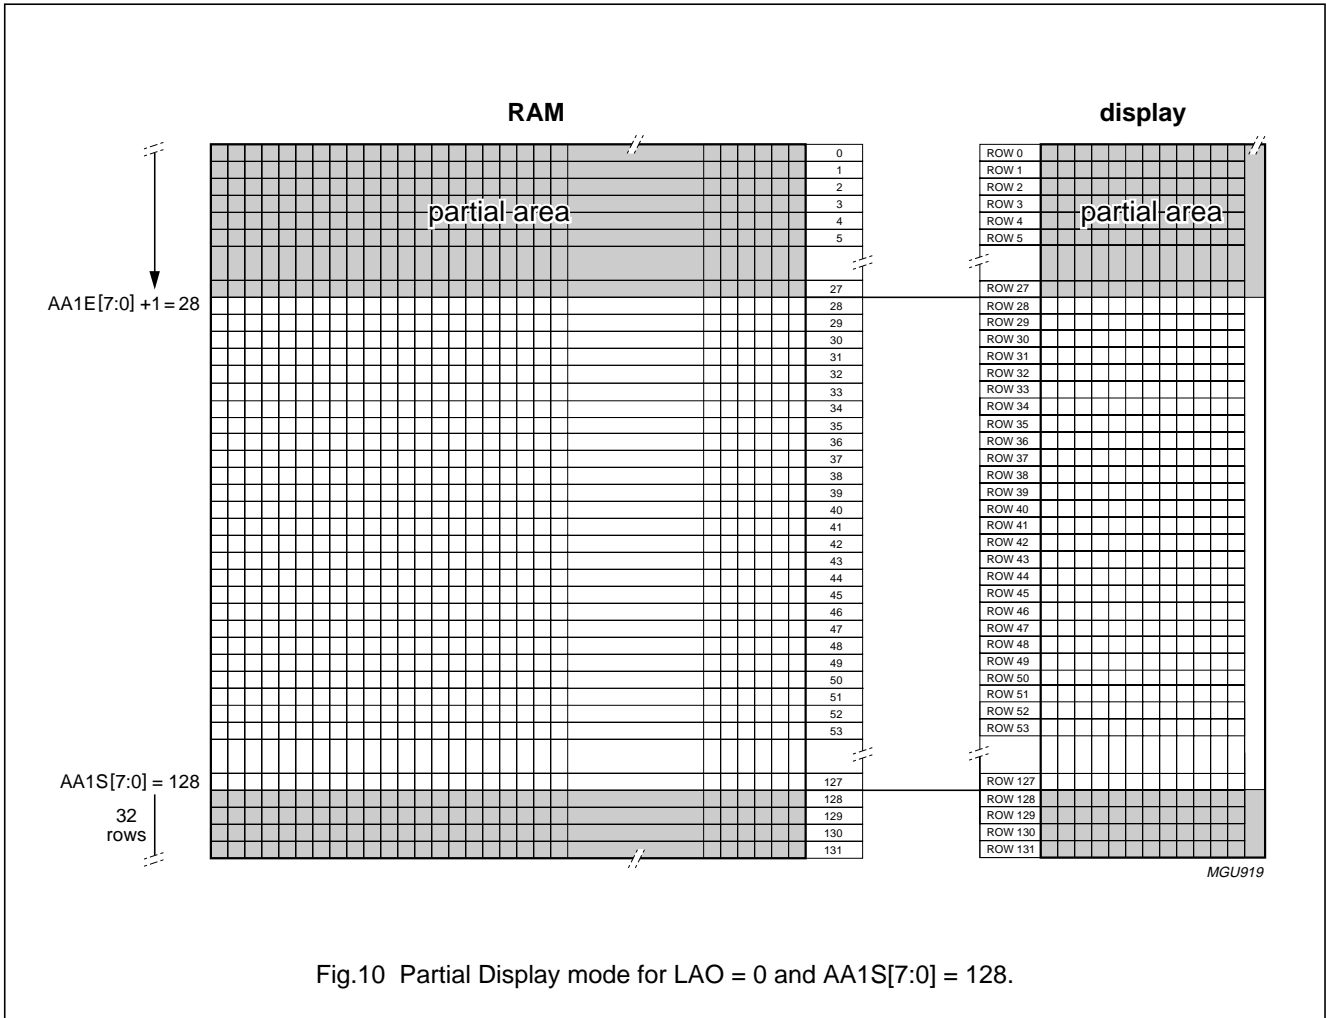 RAM
display
0 ROW 0
1 ROW 1
2 ROW 2
3 ROW 3
partial area partial area
4 ROW 4
5 ROW 5
27 ROW 27
AA1E[7:0] +1 = 28
28 ROW 28
29 ROW 29
30 ROW 30
31 ROW 31
32 ROW 32
33 ROW 33
34 ROW 34
35 ROW 35
36 ROW 36
37 ROW 37
38 ROW 38
39 ROW 39
40 ROW 40
41 ROW 41
42 ROW 42
43 ROW 43
44 ROW 44
45 ROW 45
46 ROW 46
47 ROW 47
48 ROW 48
49 ROW 49
50 ROW 50
51 ROW 51
52 ROW 52
53 ROW 53
AA1S[7:0] = 128
127 ROW 127
128 ROW 128
32
rows
129 ROW 129
130 ROW 130
131 ROW 131
MGU919
Fig.10 Partial Display mode for LAO = 0 and AA1S[7:0] = 128.